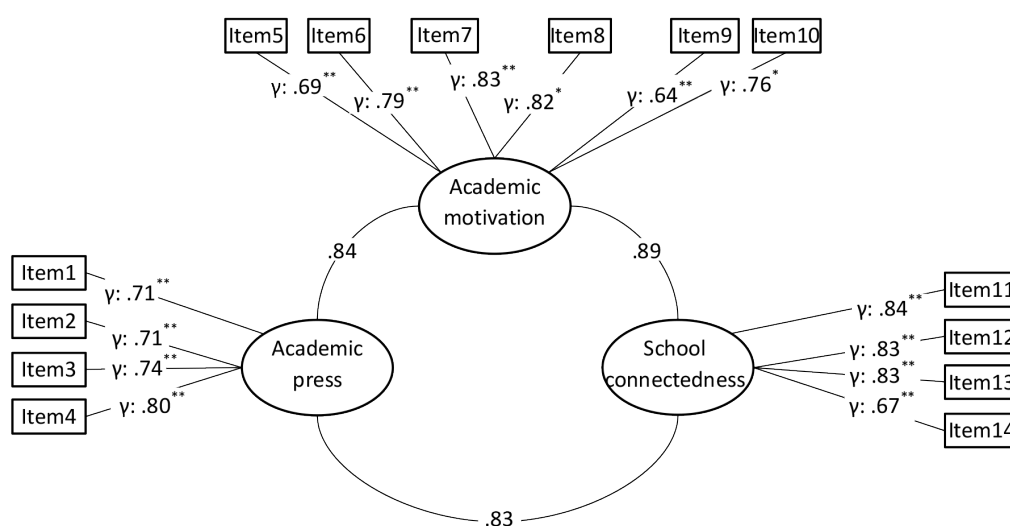 Item5 Item6 Item7 Item8 Item9 Item10
γ: .69** γ: .79** γ: .83** γ: .82* γ: .64** γ: .76*
Academic
motivation
.84 .89
Item1
γ: .71**
Item2
γ: .71**
Item3
γ: .74**
Item4
γ: .80**
Academic
press
School
connectedness
Item11
γ: .84**
Item12
γ: .83**
Item13
γ: .83**
Item14
γ: .67**
.83